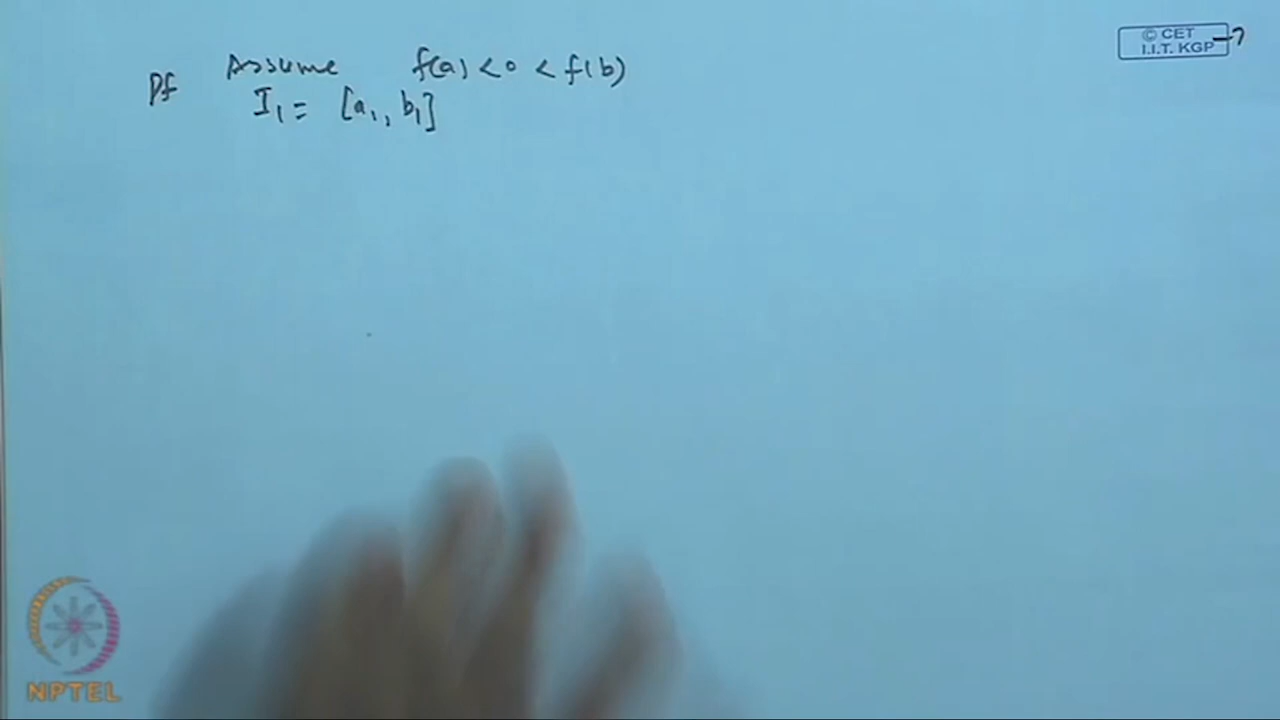 Pf Assume f(a) < 0 < f(b)
I₁ = [a₁, b₁]
© CET
I.I.T. KGP
NPTEL